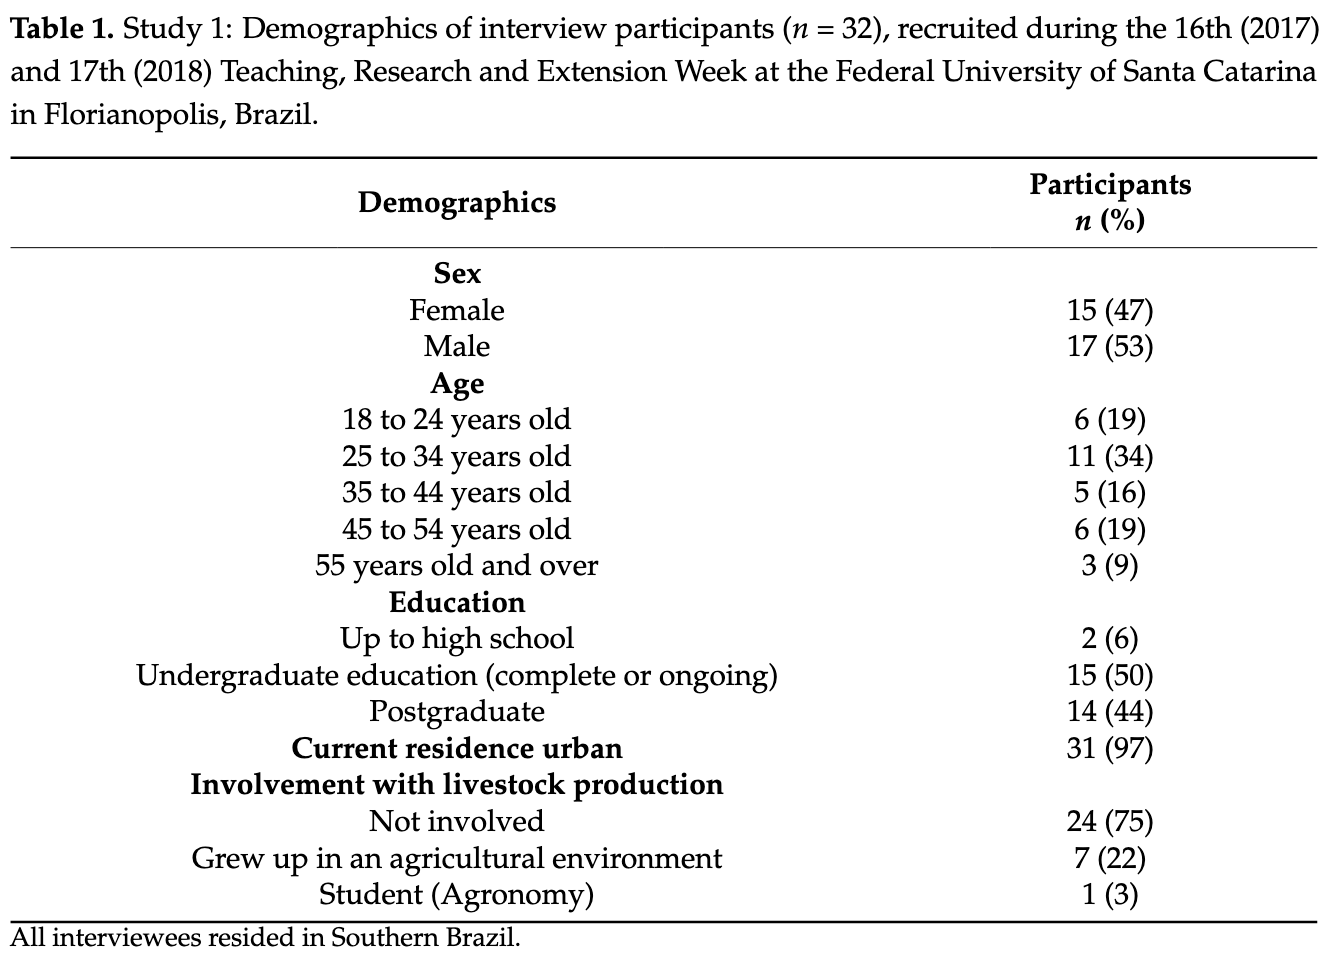 Table 1. Study 1: Demographics of interview participants (n = 32), recruited during the 16th (2017)
and 17th (2018) Teaching, Research and Extension Week at the Federal University of Santa Catarina
in Florianopolis, Brazil.
Demographics
Participants
n (%)
Sex
Female 15 (47)
Male 17 (53)
Age
18 to 24 years old 6 (19)
25 to 34 years old 11 (34)
35 to 44 years old 5 (16)
45 to 54 years old 6 (19)
55 years old and over 3 (9)
Education
Up to high school 2 (6)
Undergraduate education (complete or ongoing) 15 (50)
Postgraduate 14 (44)
Current residence urban 31 (97)
Involvement with livestock production
Not involved 24 (75)
Grew up in an agricultural environment 7 (22)
Student (Agronomy) 1 (3)
All interviewees resided in Southern Brazil.